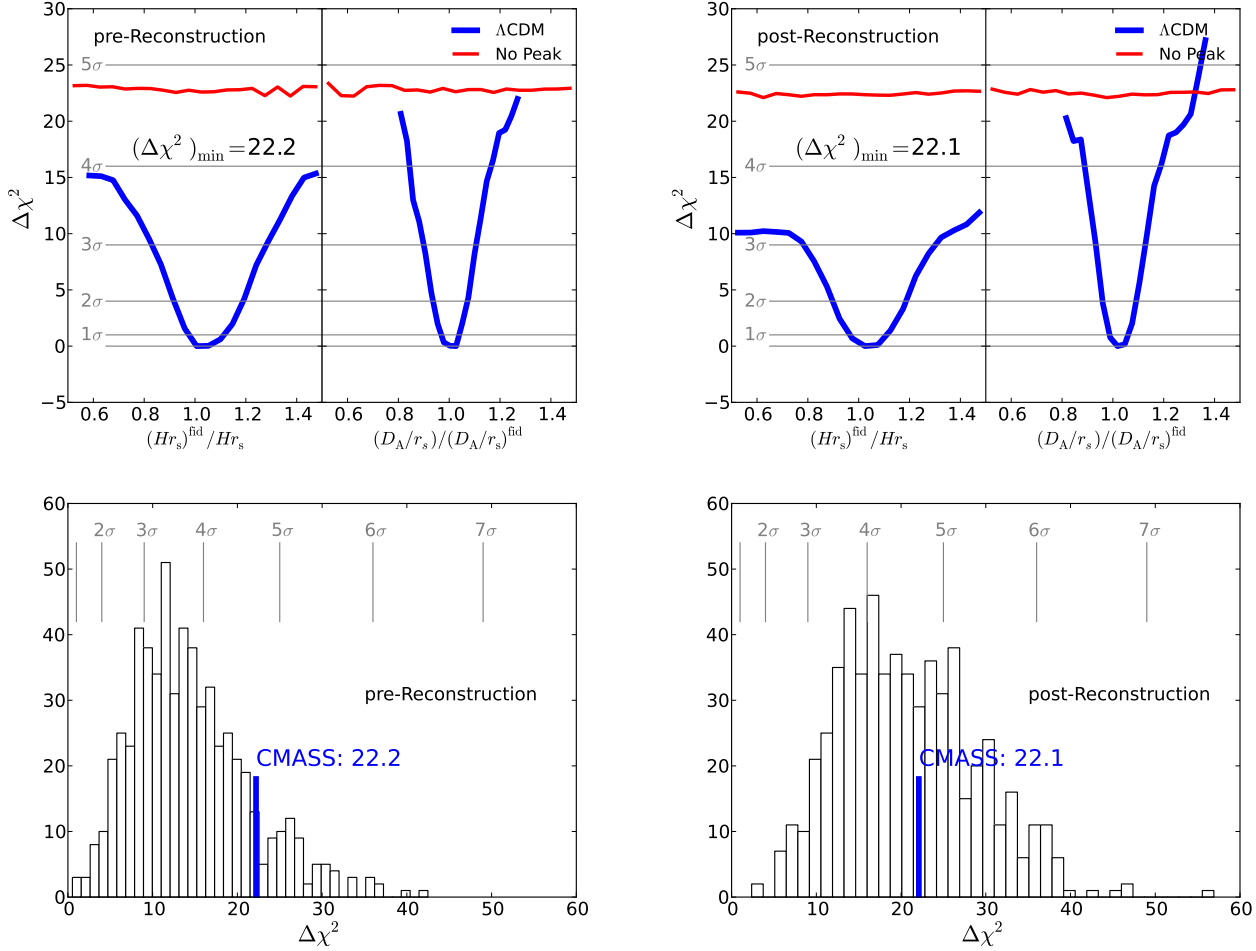 pre-Reconstruction
ΛCDM
No Peak
(Δχ² )min = 22.2
5σ
4σ
3σ
2σ
1σ
30
25
20
15
10
5
0
−5
Δχ²
0.6 0.8 1.0 1.2 1.4
0.6 0.8 1.0 1.2 1.4
(Hrs)^fid/Hrs
(DA/rs)/(DA/rs)^fid
post-Reconstruction
ΛCDM
No Peak
(Δχ² )min = 22.1
5σ
4σ
3σ
2σ
1σ
30
25
20
15
10
5
0
−5
Δχ²
0.6 0.8 1.0 1.2 1.4
0.6 0.8 1.0 1.2 1.4
(Hrs)^fid/Hrs
(DA/rs)/(DA/rs)^fid
60
50
40
30
20
10
0
2σ 3σ 4σ 5σ 6σ 7σ
pre-Reconstruction
CMASS: 22.2
0 10 20 30 40 50 60
Δχ²
60
50
40
30
20
10
0
2σ 3σ 4σ 5σ 6σ 7σ
post-Reconstruction
CMASS: 22.1
0 10 20 30 40 50 60
Δχ²